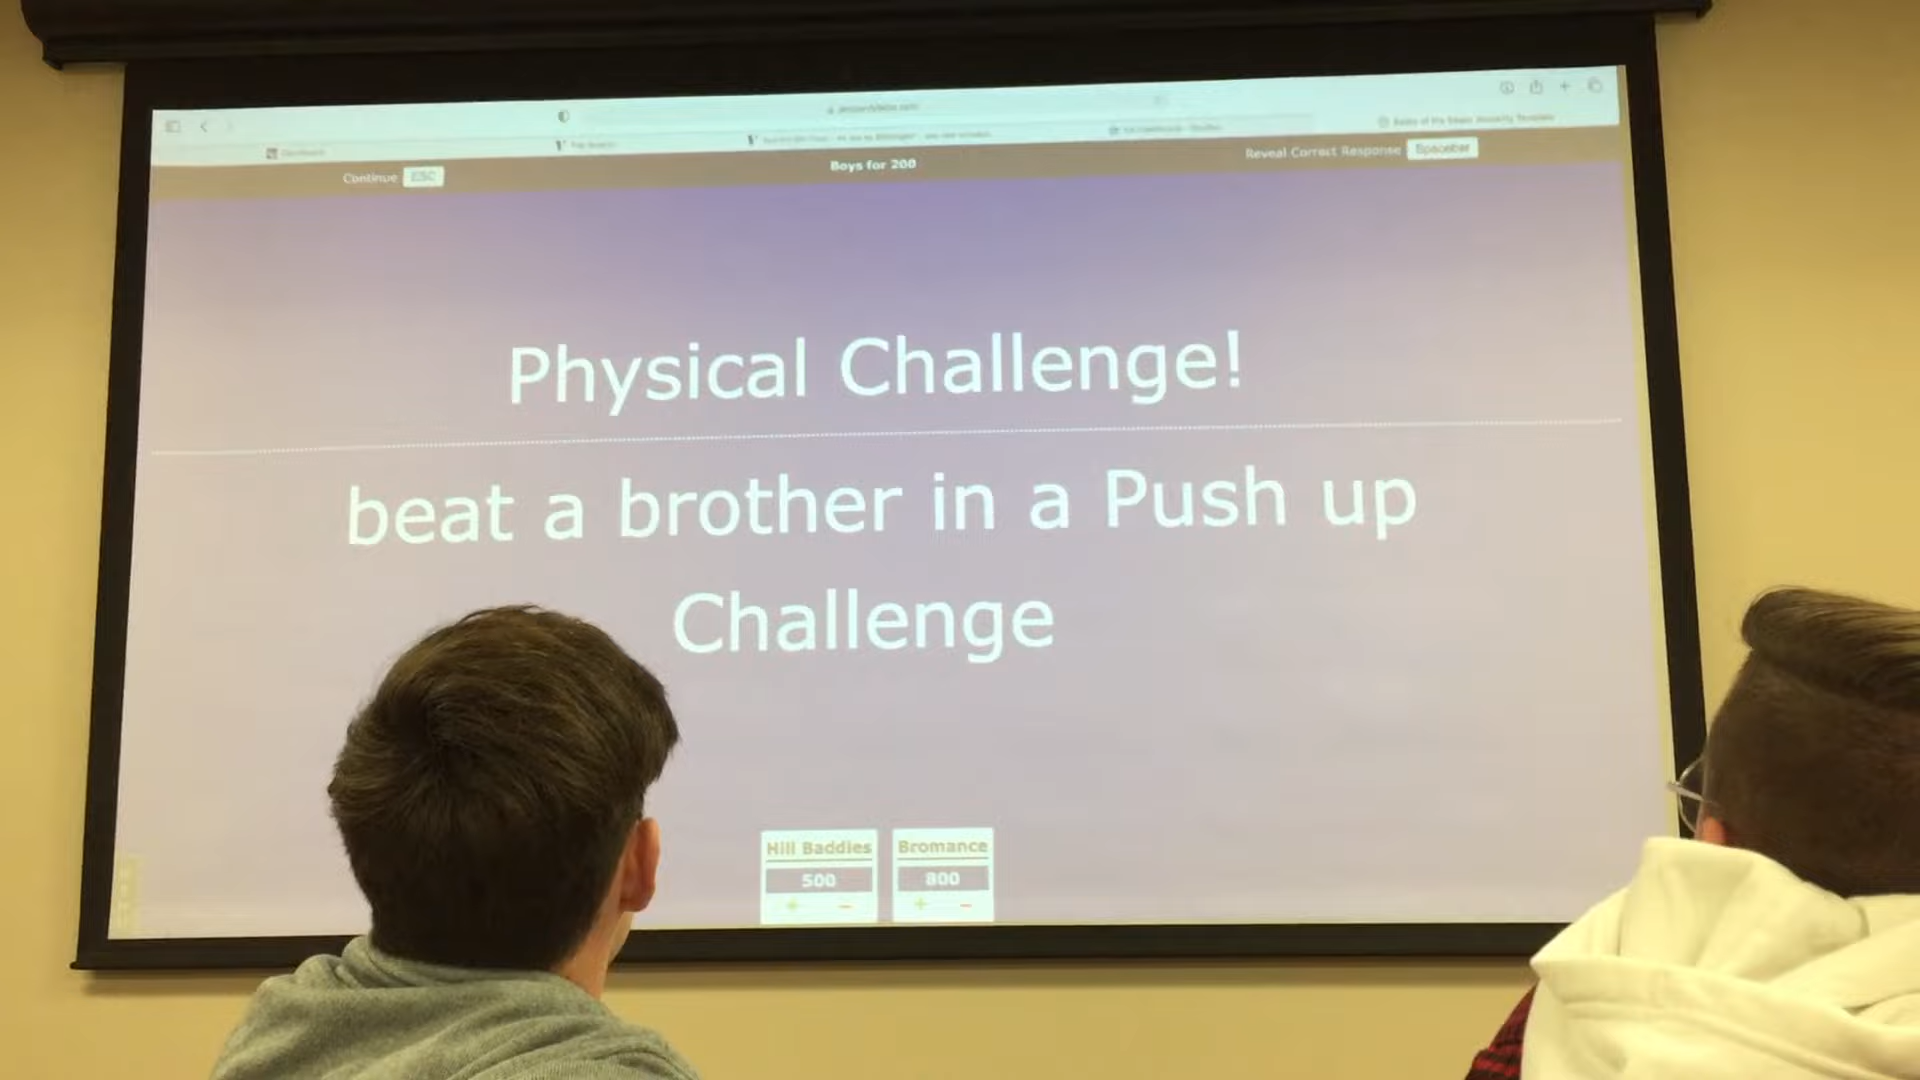 Continue ESC
Boys for 200
Reveal Correct Response Spacebar
Physical Challenge!
beat a brother in a Push up
Challenge
Hill Baddies
500
+ −
Bromance
800
+ −